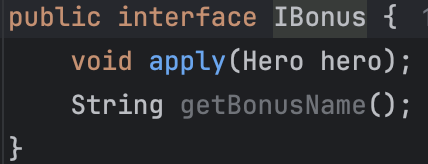 public interface IBonus {
void apply(Hero hero);
String getBonusName();
}